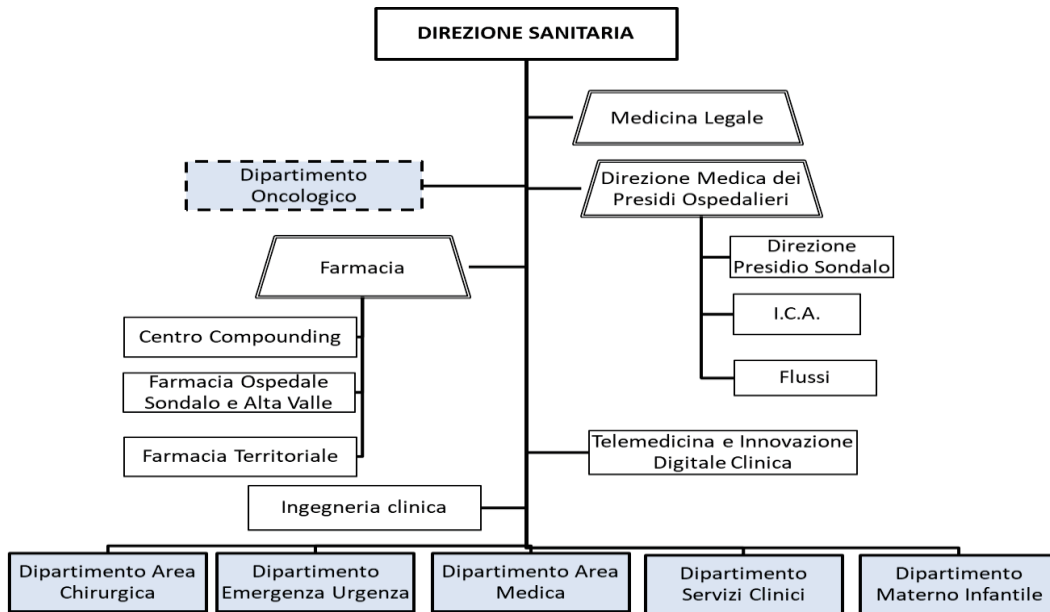 DIREZIONE SANITARIA
Medicina Legale
Dipartimento
Oncologico
Direzione Medica dei
Presidi Ospedalieri
Farmacia
Direzione
Presidio Sondalo
I.C.A.
Centro Compounding
Flussi
Farmacia Ospedale
Sondalo e Alta Valle
Farmacia Territoriale
Telemedicina e Innovazione
Digitale Clinica
Ingegneria clinica
Dipartimento Area
Chirurgica
Dipartimento
Emergenza Urgenza
Dipartimento Area
Medica
Dipartimento
Servizi Clinici
Dipartimento
Materno Infantile